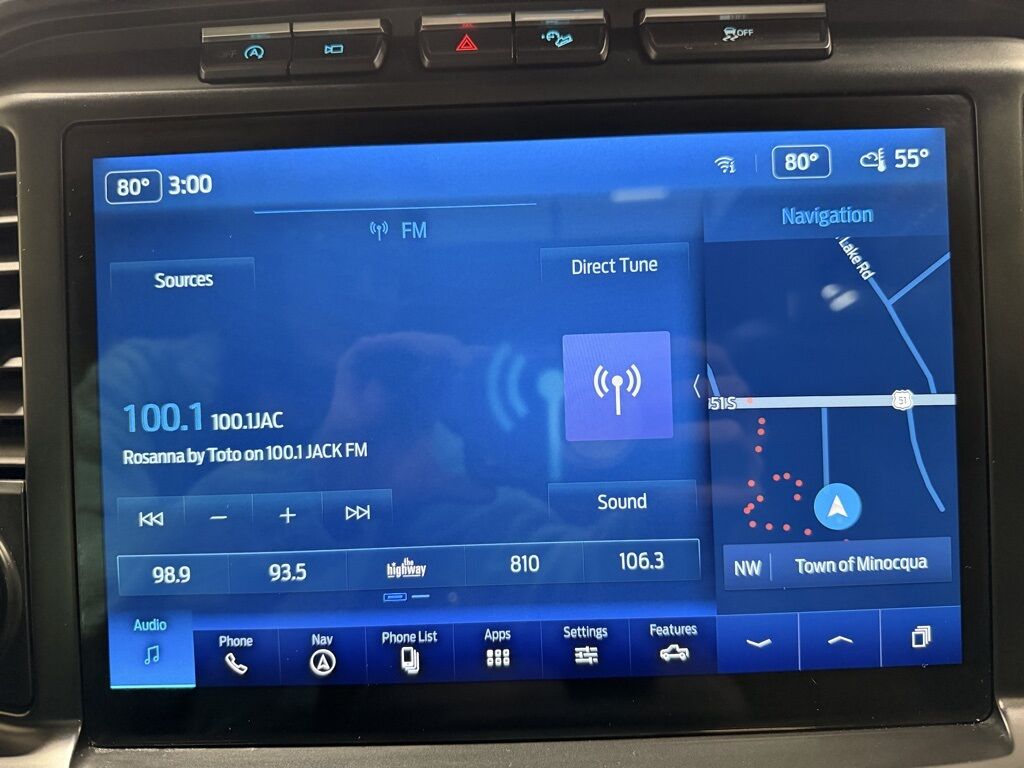 OFF
80° 3:00
80°
55°
FM
Navigation
Sources
Direct Tune
Lake Rd
100.1 100.1JAC
Rosanna by Toto on 100.1 JACK FM
51 S
51
Sound
98.9
93.5
the highway
810
106.3
NW
Town of Minocqua
Audio
Phone
Nav
Phone List
Apps
Settings
Features